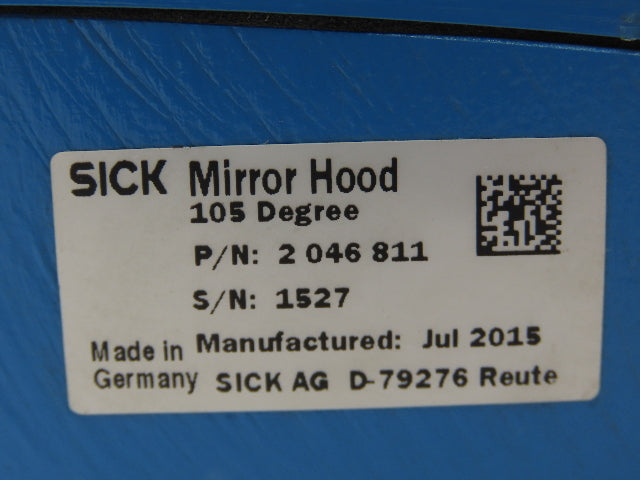 SICK Mirror Hood
105 Degree
P/N: 2 046 811
S/N: 1527
Made in Manufactured: Jul 2015
Germany SICK AG D-79276 Reute